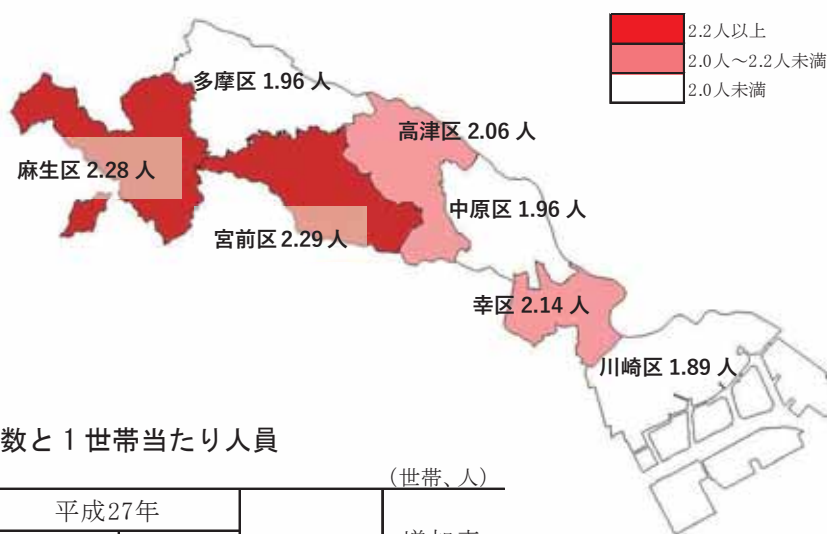 2.2人以上
2.0人～2.2人未満
2.0人未満
多摩区 1.96 人
高津区 2.06 人
麻生区 2.28 人
中原区 1.96 人
宮前区 2.29 人
幸区 2.14 人
川崎区 1.89 人
数と１世帯当たり人員
（世帯、人）
平成27年